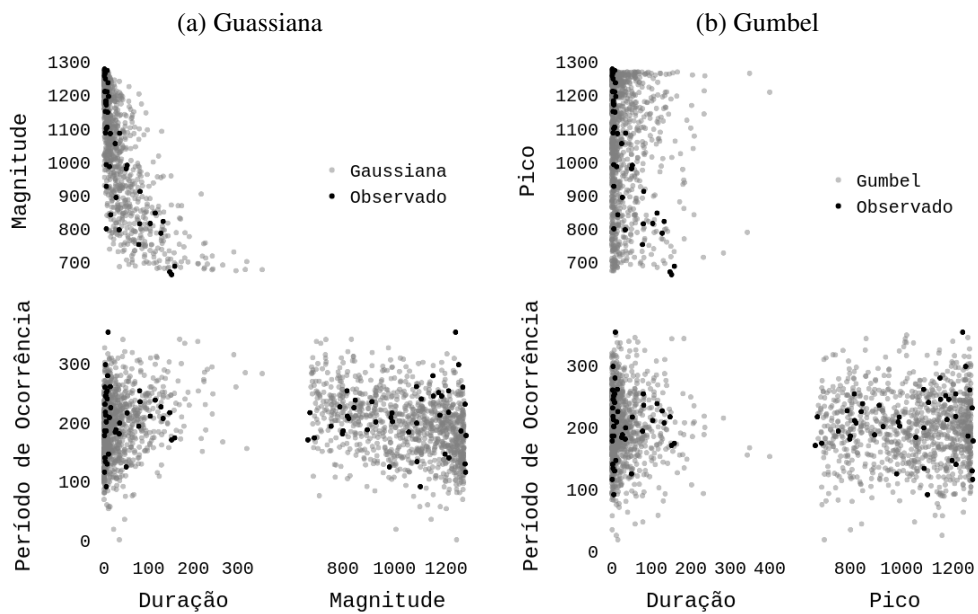 (a) Guassiana
(b) Gumbel
1300
1200
1100
1000
900
800
700
Magnitude
Gaussiana
Observado
300
200
100
0
Período de Ocorrência
0 100 200 300
Duração
800 1000 1200
Magnitude
1300
1200
1100
1000
900
800
700
Pico
Gumbel
Observado
300
200
100
0
Período de Ocorrência
0 100 200 300 400
Duração
800 1000 1200
Pico